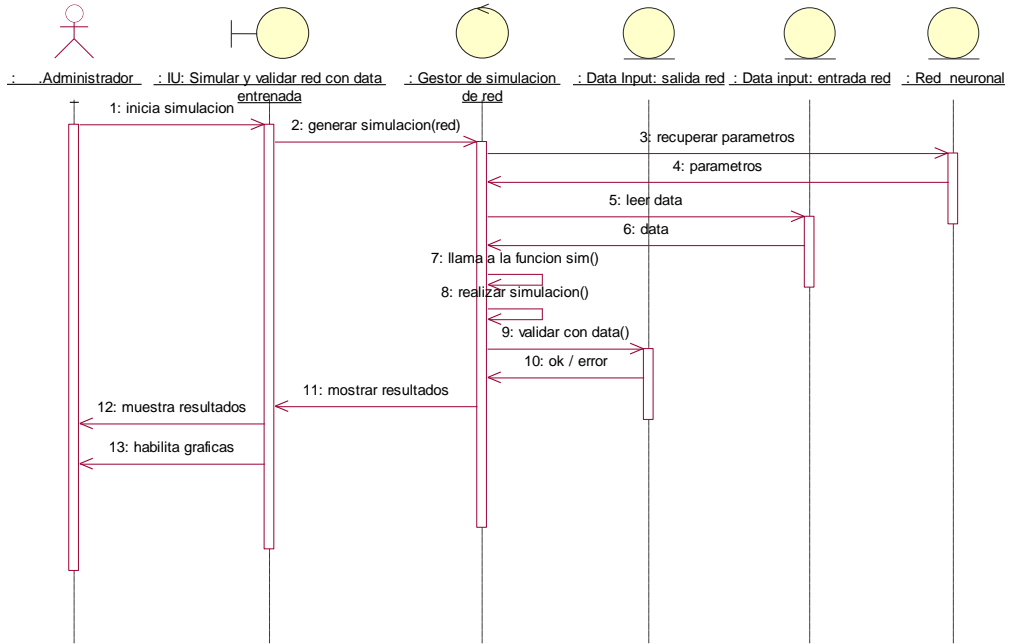 : .Administrador
: IU: Simular y validar red con data
entrenada
: Gestor de simulacion
de red
: Data Input: salida red
: Data input: entrada red
: Red neuronal
1: inicia simulacion
2: generar simulacion(red)
3: recuperar parametros
4: parametros
5: leer data
6: data
7: llama a la funcion sim()
8: realizar simulacion()
9: validar con data()
10: ok / error
11: mostrar resultados
12: muestra resultados
13: habilita graficas